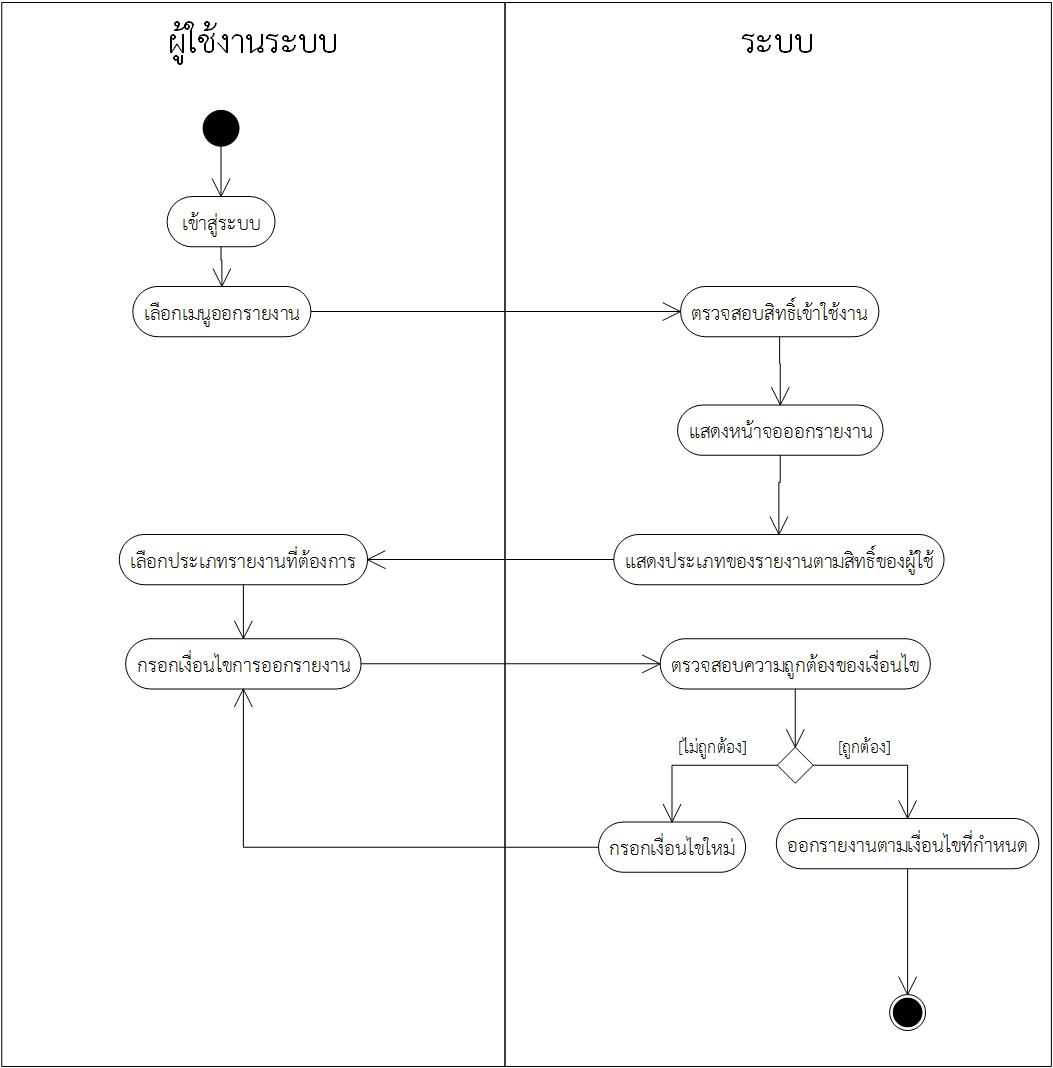 ผู้ใช้งานระบบ
ระบบ
เข้าสู่ระบบ
เลือกเมนูออกรายงาน
ตรวจสอบสิทธิ์เข้าใช้งาน
แสดงหน้าจอออกรายงาน
แสดงประเภทของรายงานตามสิทธิ์ของผู้ใช้
เลือกประเภทรายงานที่ต้องการ
กรอกเงื่อนไขการออกรายงาน
ตรวจสอบความถูกต้องของเงื่อนไข
[ไม่ถูกต้อง]
[ถูกต้อง]
กรอกเงื่อนไขใหม่
ออกรายงานตามเงื่อนไขที่กำหนด